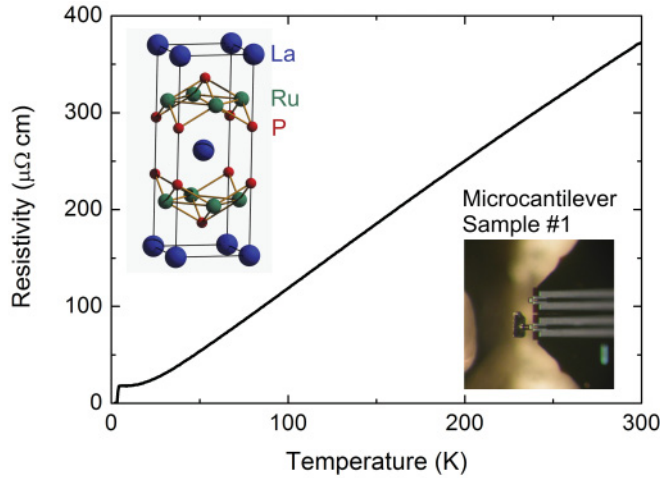 400
300
200
100
0
Resistivity (μΩ cm)
La
Ru
P
Microcantilever
Sample #1
0
100
200
300
Temperature (K)